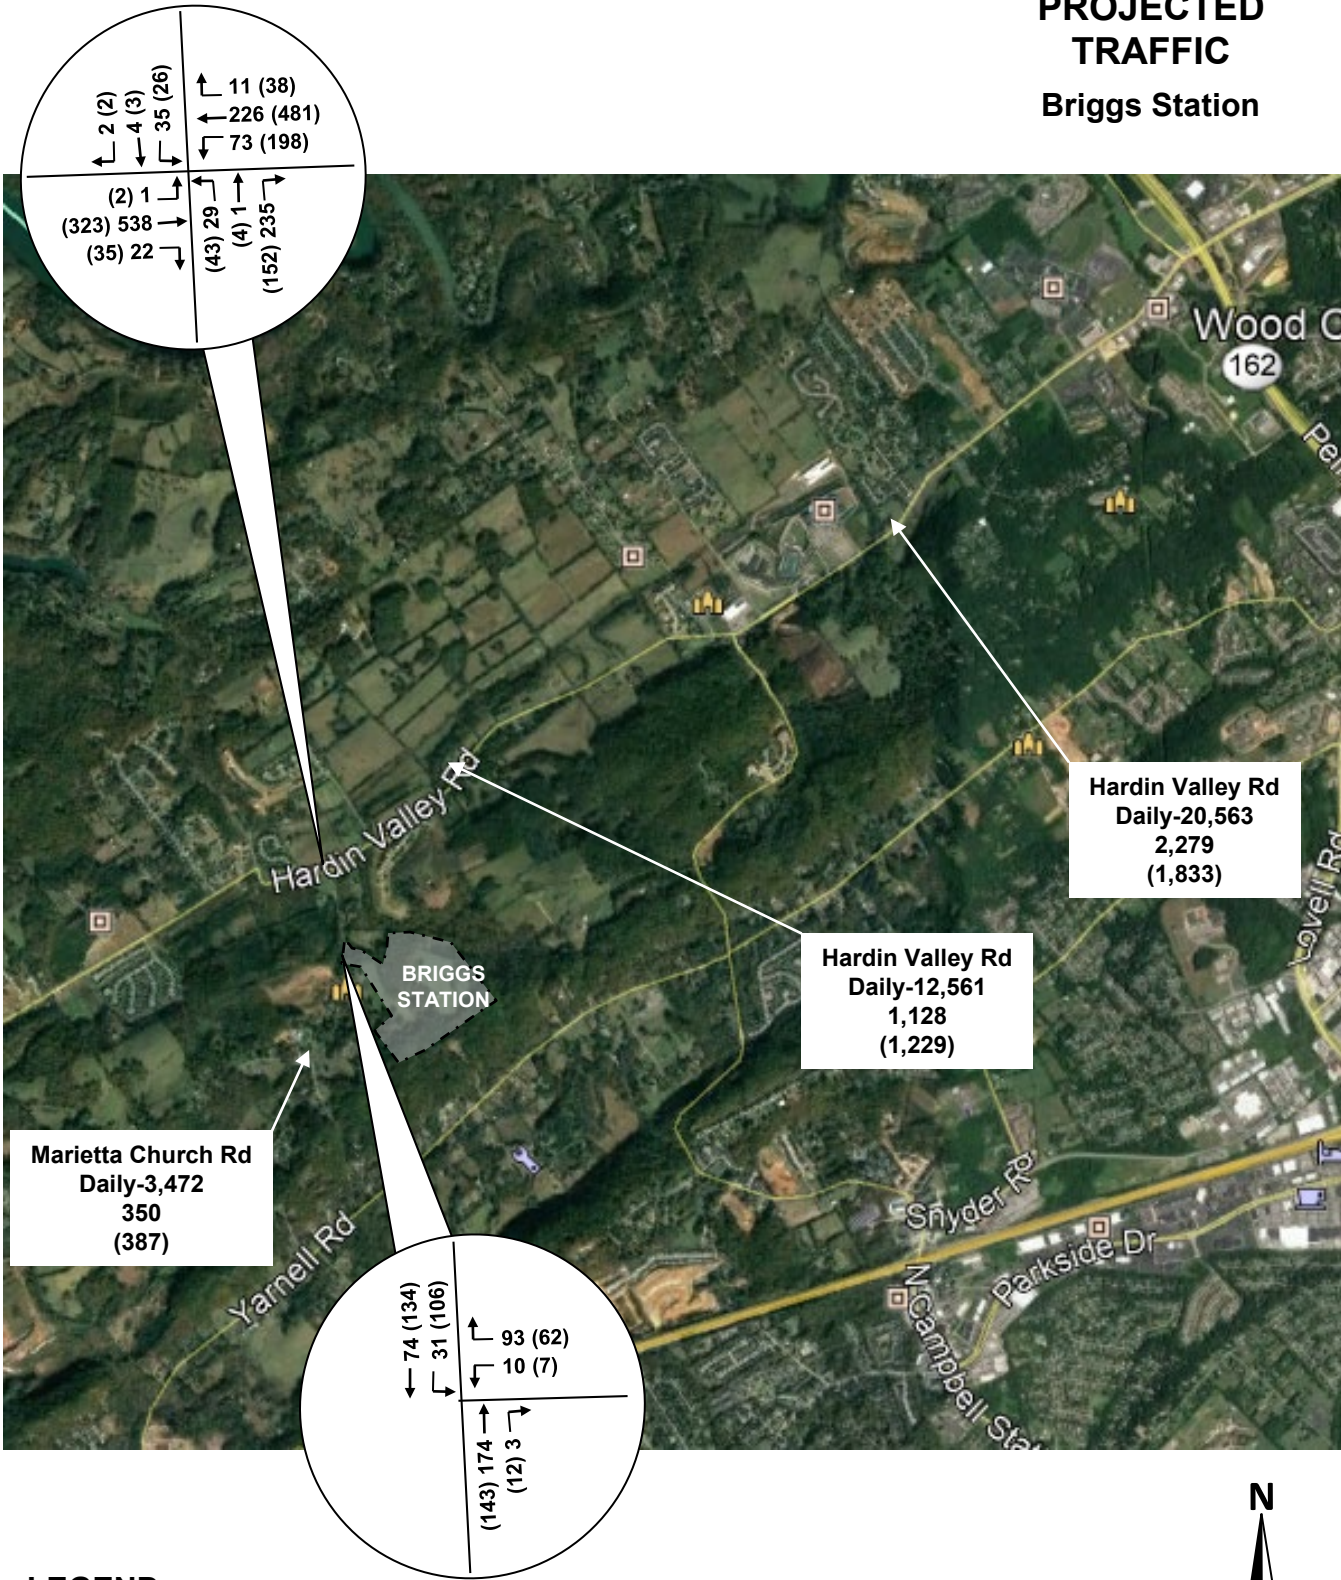 PROJECTED
TRAFFIC
Briggs Station
2 (2)
4 (3)
35 (26)
11 (38)
226 (481)
73 (198)
(2) 1
(323) 538
(35) 22
(43) 29
(4) 1
(152) 235
Wood
162
Hardin Valley Rd
Hardin Valley Rd
Daily-20,563
2,279
(1,833)
Lovell Rd
Hardin Valley Rd
Daily-12,561
1,128
(1,229)
BRIGGS
STATION
Marietta Church Rd
Daily-3,472
350
(387)
Yarnell Rd
Snyder Rd
Parkside Dr
N Campbell
74 (134)
31 (106)
93 (62)
10 (7)
(143) 174
(12) 3
N